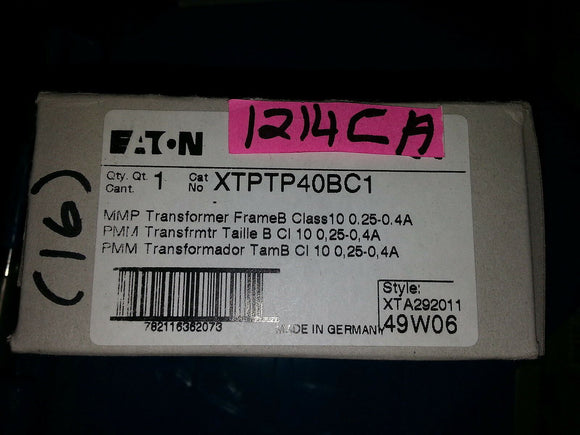 1214CA
EATON
Qty. Qt. 1 Cat XTPTP40BC1
Cant. No
MMP Transformer FrameB Class10 0.25-0.4A
PMM Transfrmtr Taille B Cl 10 0,25-0,4A
PMM Transformador TamB Cl 10 0,25-0,4A
(16)
Style:
XTA292011
782116362073 MADE IN GERMANY 49W06